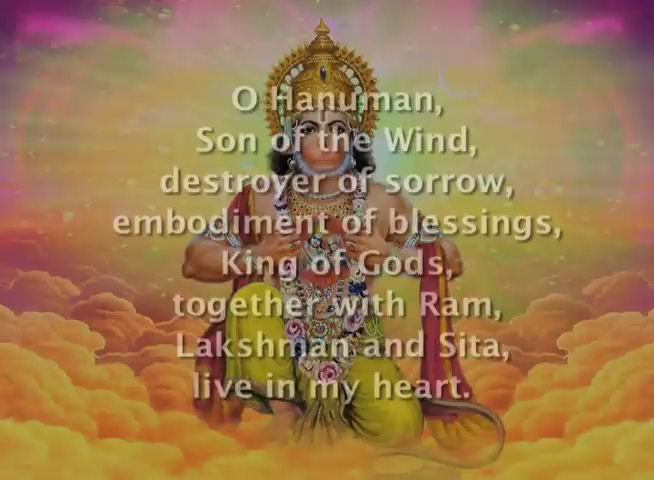 O Hanuman,
Son of the Wind,
destroyer of sorrow,
embodiment of blessings,
King of Gods,
together with Ram,
Lakshman and Sita,
live in my heart.